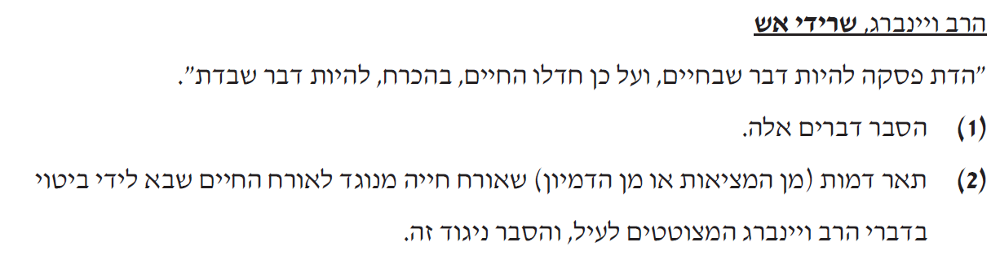 הרב ויינברג, שרידי אש
"הדת פסקה להיות דבר שבחיים, ועל כן חדלו החיים, בהכרח, להיות דבר שבדת".
(1) הסבר דברים אלה.
(2) תאר דמות (מן המציאות או מן הדמיון) שאורח חייה מנוגד לאורח החיים שבא לידי ביטוי
בדברי הרב ויינברג המצוטטים לעיל, והסבר ניגוד זה.